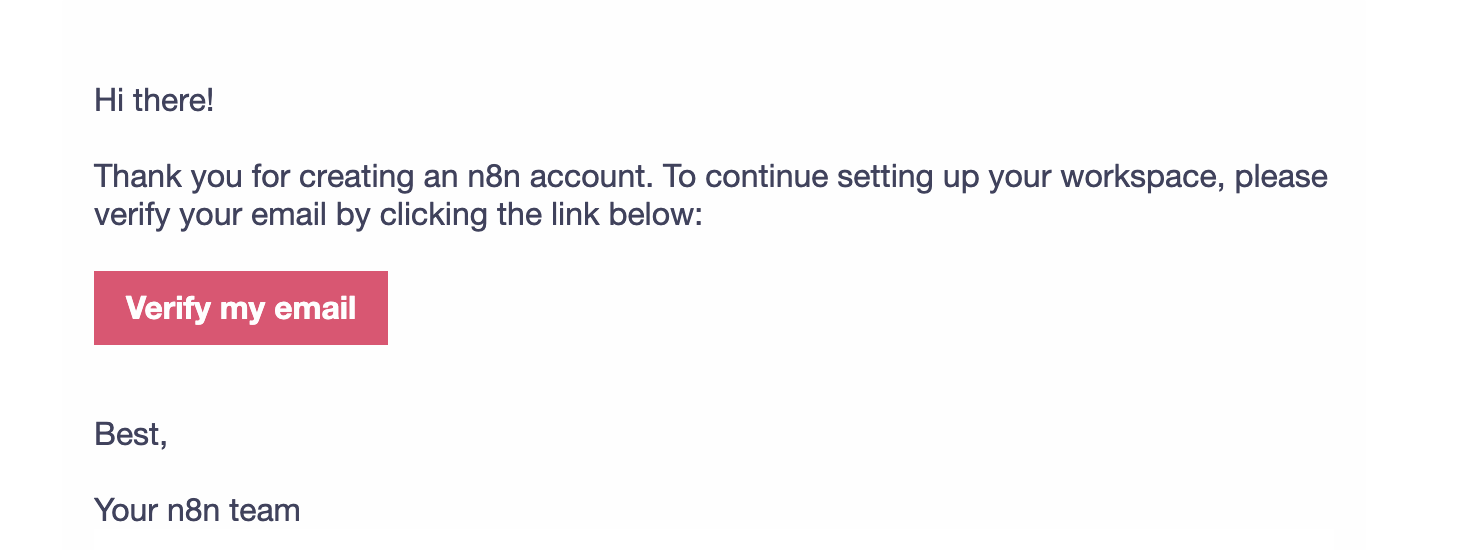 Hi there!
Thank you for creating an n8n account. To continue setting up your workspace, please
verify your email by clicking the link below:
Verify my email
Best,
Your n8n team